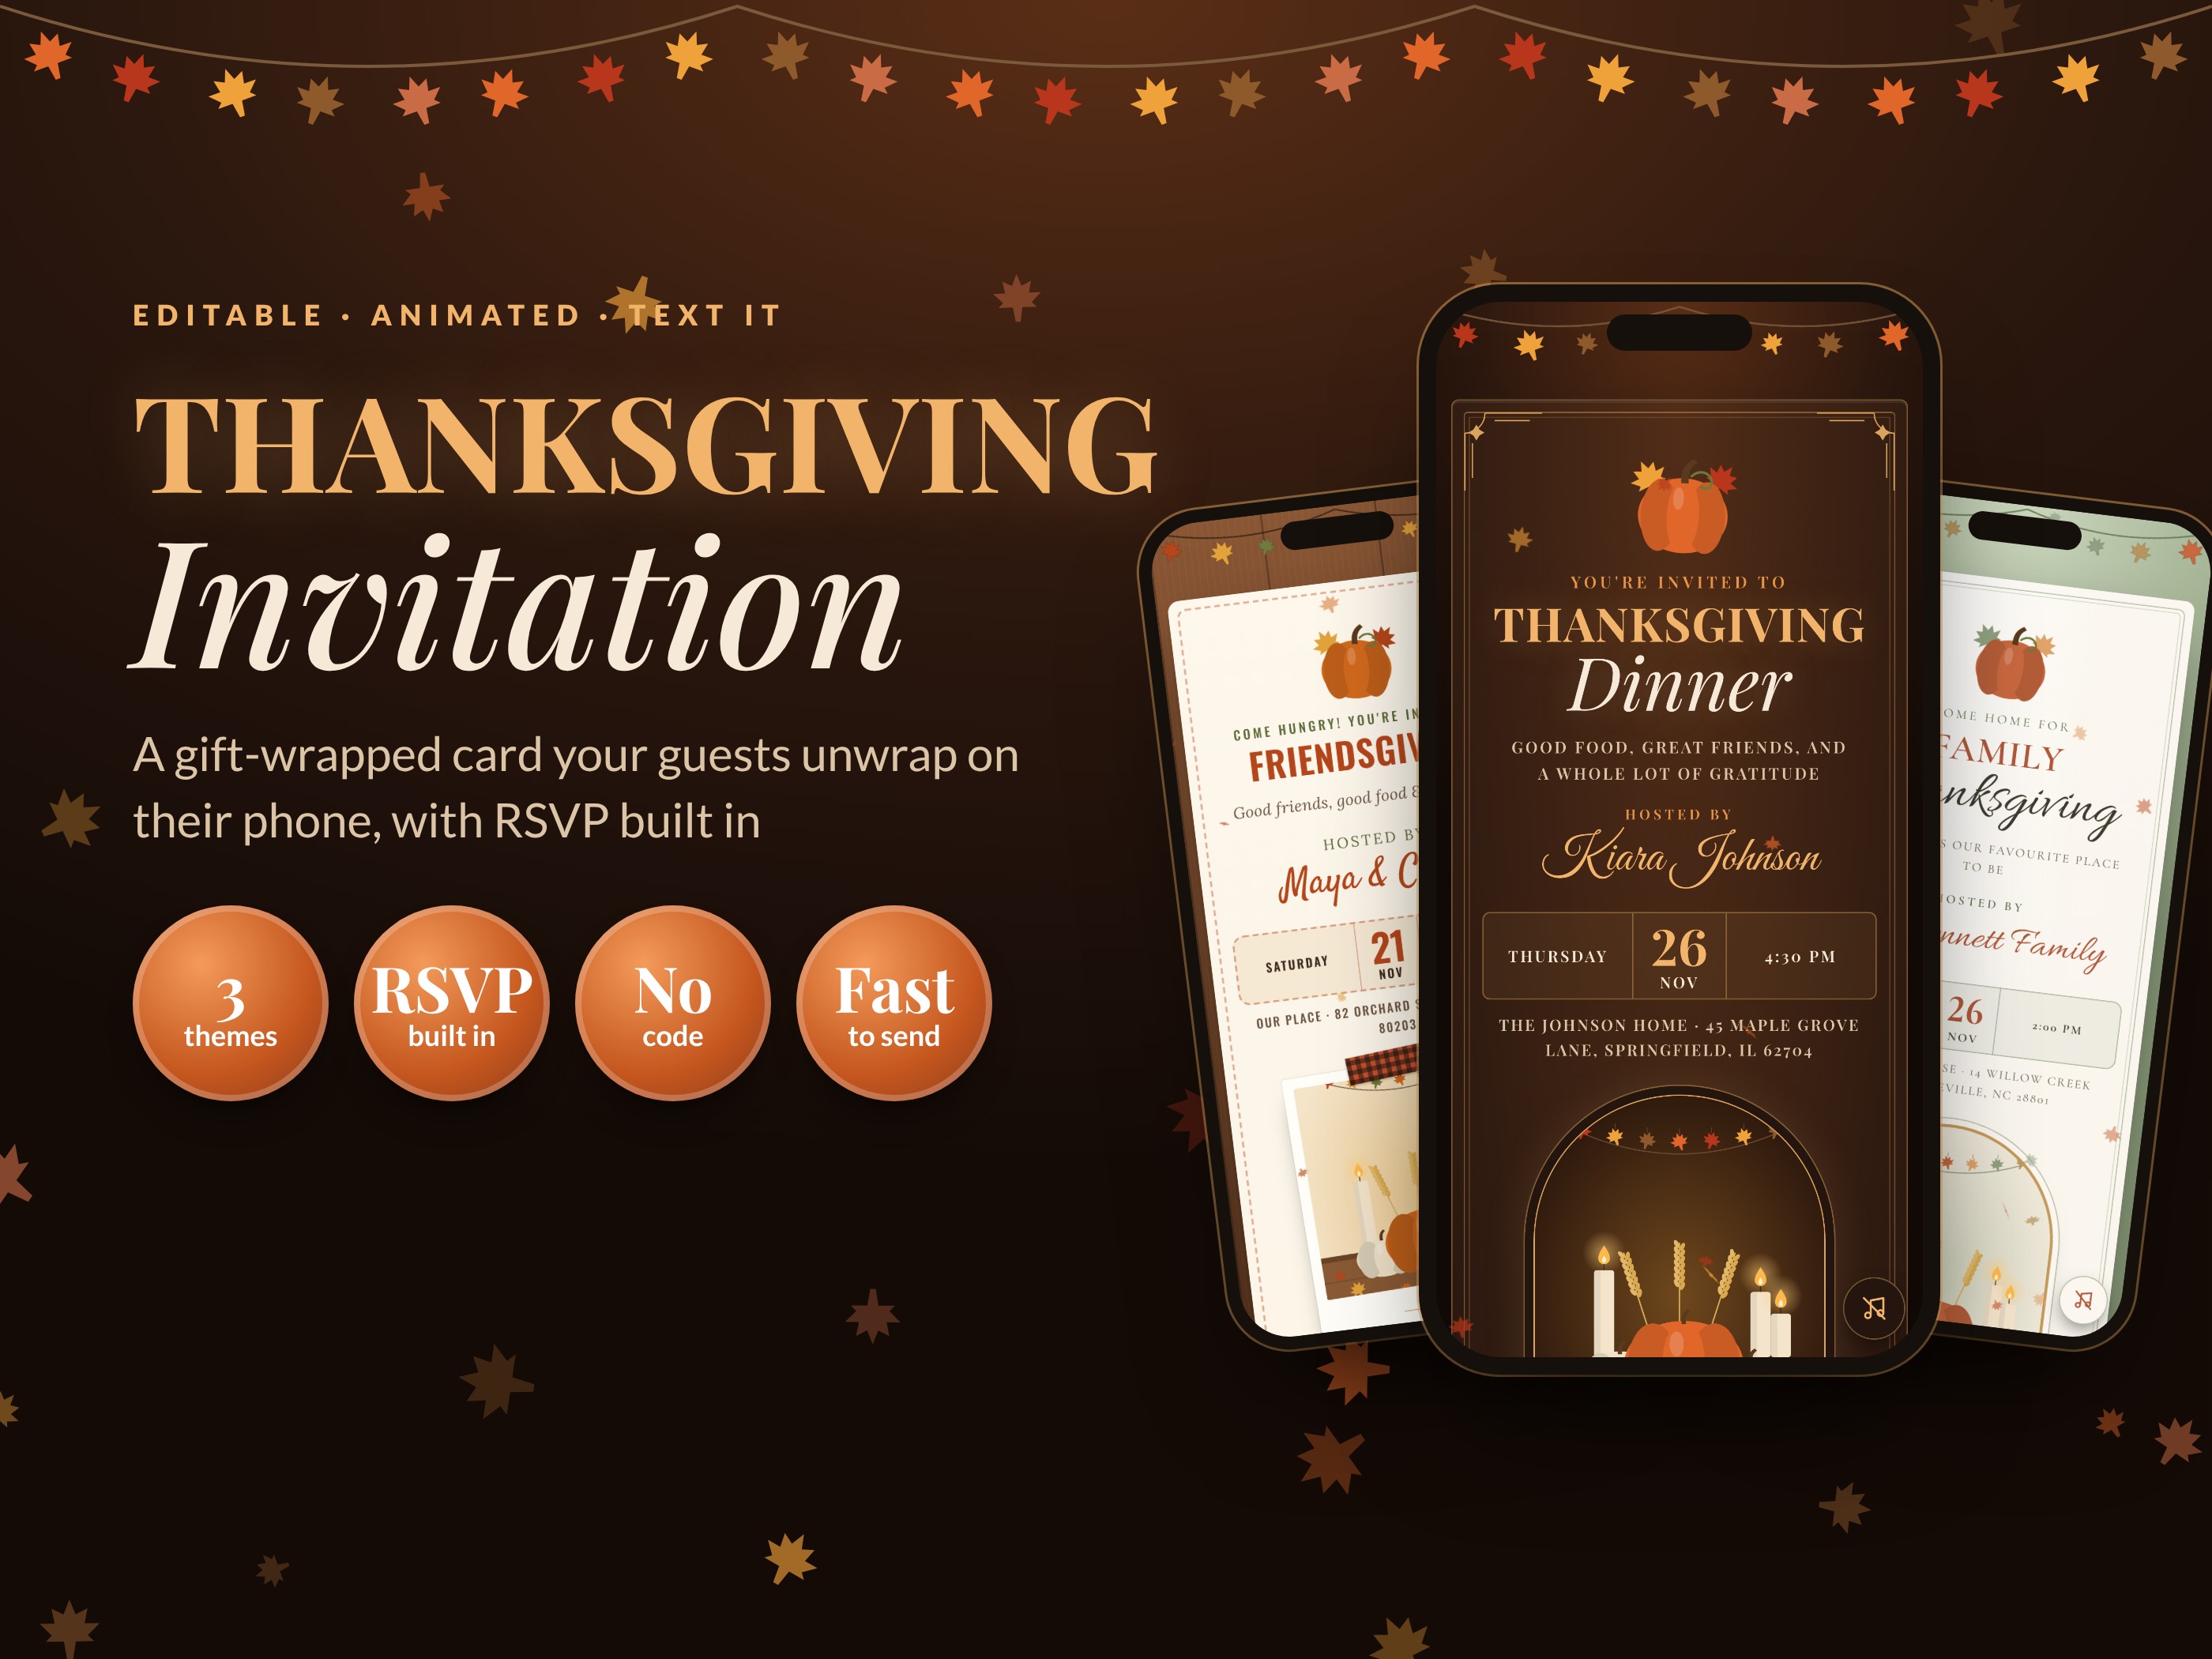 EDITABLE · ANIMATED · TEXT IT
THANKSGIVING
Invitation
A gift-wrapped card your guests unwrap on
their phone, with RSVP built in
3
themes
RSVP
built in
No
code
Fast
to send
COME HUNGRY! YOU'RE
FRIENDSGIV
Good friends, good food &
HOSTED BY
Maya &
SATURDAY
21
NOV
OUR PLACE · 82 ORCHARD
80203
YOU'RE INVITED TO
THANKSGIVING
Dinner
GOOD FOOD, GREAT FRIENDS, AND
A WHOLE LOT OF GRATITUDE
HOSTED BY
Kiara Johnson
THURSDAY
26
NOV
4:30 PM
THE JOHNSON HOME · 45 MAPLE GROVE
LANE, SPRINGFIELD, IL 62704
OME HOME FOR
FAMILY
nksgiving
S OUR FAVOURITE PLACE
TO BE
HOSTED BY
nnett Family
26
NOV
2:00 PM
SE · 14 WILLOW CREEK
EVILLE, NC 28801